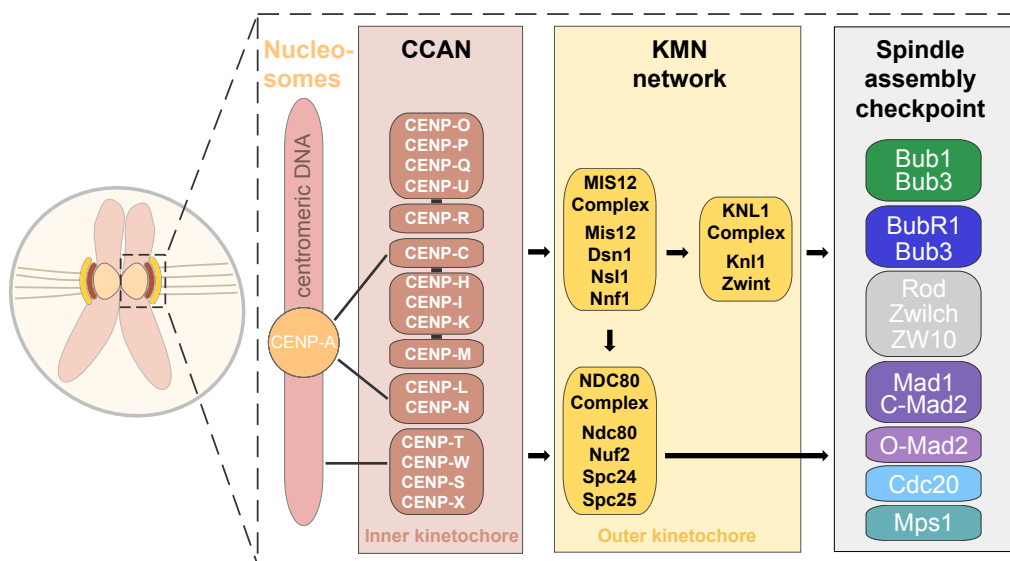 Nucleo-
somes
centromeric DNA
CENP-A
CCAN
CENP-O
CENP-P
CENP-Q
CENP-U
CENP-R
CENP-C
CENP-H
CENP-I
CENP-K
CENP-M
CENP-L
CENP-N
CENP-T
CENP-W
CENP-S
CENP-X
Inner kinetochore
KMN
network
MIS12
Complex
Mis12
Dsn1
Nsl1
Nnf1
KNL1
Complex
Knl1
Zwint
NDC80
Complex
Ndc80
Nuf2
Spc24
Spc25
Outer kinetochore
Spindle
assembly
checkpoint
Bub1
Bub3
BubR1
Bub3
Rod
Zwilch
ZW10
Mad1
C-Mad2
O-Mad2
Cdc20
Mps1